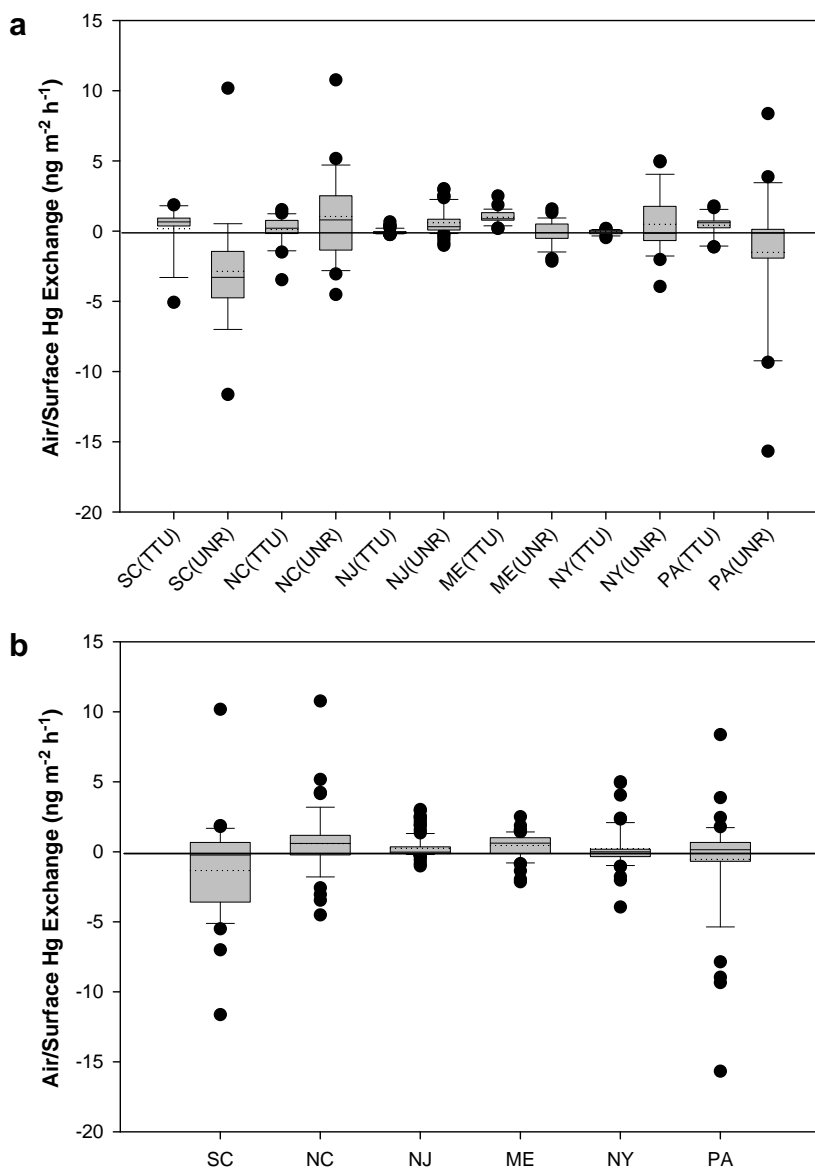 a
Air/Surface Hg Exchange (ng m-2 h-1)
15
10
5
0
-5
-10
-15
-20
SC(TTU)
SC(UNR)
NC(TTU)
NC(UNR)
NJ(TTU)
NJ(UNR)
ME(TTU)
ME(UNR)
NY(TTU)
NY(UNR)
PA(TTU)
PA(UNR)
b
Air/Surface Hg Exchange (ng m-2 h-1)
15
10
5
0
-5
-10
-15
-20
SC NC NJ ME NY PA